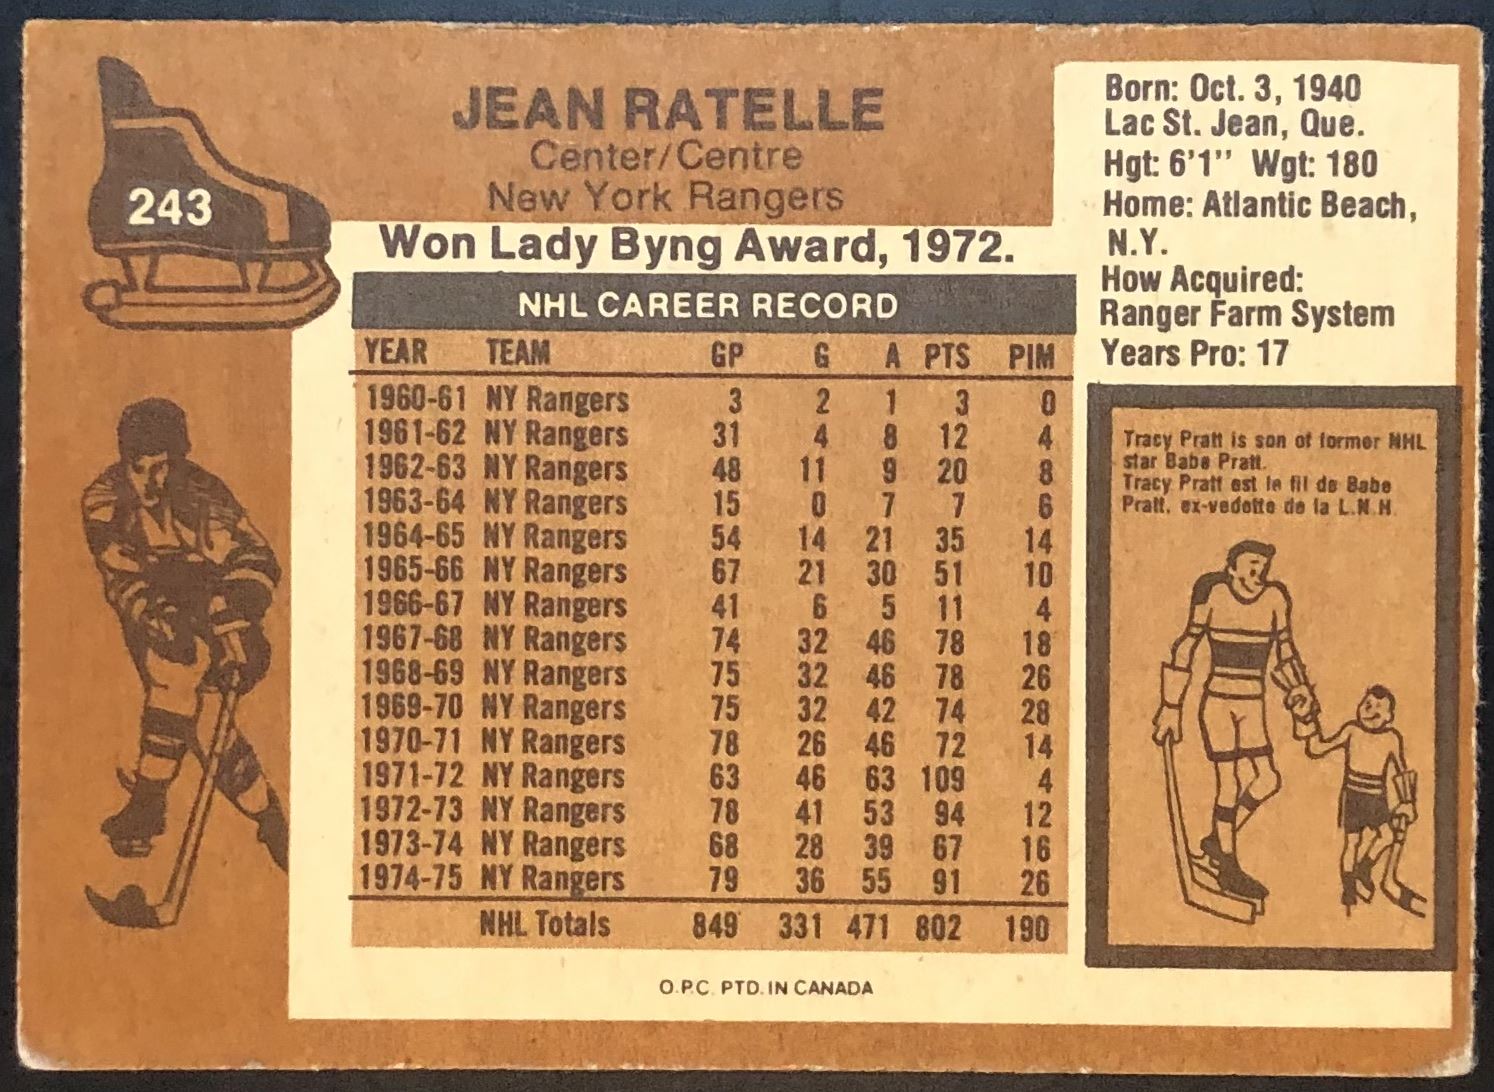 243
JEAN RATELLE
Center/Centre
New York Rangers
Won Lady Byng Award, 1972.
Born: Oct. 3, 1940
Lac St. Jean, Que.
Hgt: 6'1" Wgt: 180
Home: Atlantic Beach,
N.Y.
How Acquired:
Ranger Farm System
Years Pro: 17
NHL CAREER RECORD
YEAR TEAM GP G A PTS PIM
1960-61 NY Rangers 3 2 1 3 0
1961-62 NY Rangers 31 4 8 12 4
1962-63 NY Rangers 48 11 9 20 8
1963-64 NY Rangers 15 0 7 7 6
1964-65 NY Rangers 54 14 21 35 14
1965-66 NY Rangers 67 21 30 51 10
1966-67 NY Rangers 41 6 5 11 4
1967-68 NY Rangers 74 32 46 78 18
1968-69 NY Rangers 75 32 46 78 26
1969-70 NY Rangers 75 32 42 74 28
1970-71 NY Rangers 78 26 46 72 14
1971-72 NY Rangers 63 46 63 109 4
1972-73 NY Rangers 78 41 53 94 12
1973-74 NY Rangers 68 28 39 67 16
1974-75 NY Rangers 79 36 55 91 26
NHL Totals 849 331 471 802 190
Tracy Pratt is son of former NHL
star Babe Pratt.
Tracy Pratt est le fil de Babe
Pratt, ex-vedette de la L.N.H.
O.P.C. PTD. IN CANADA